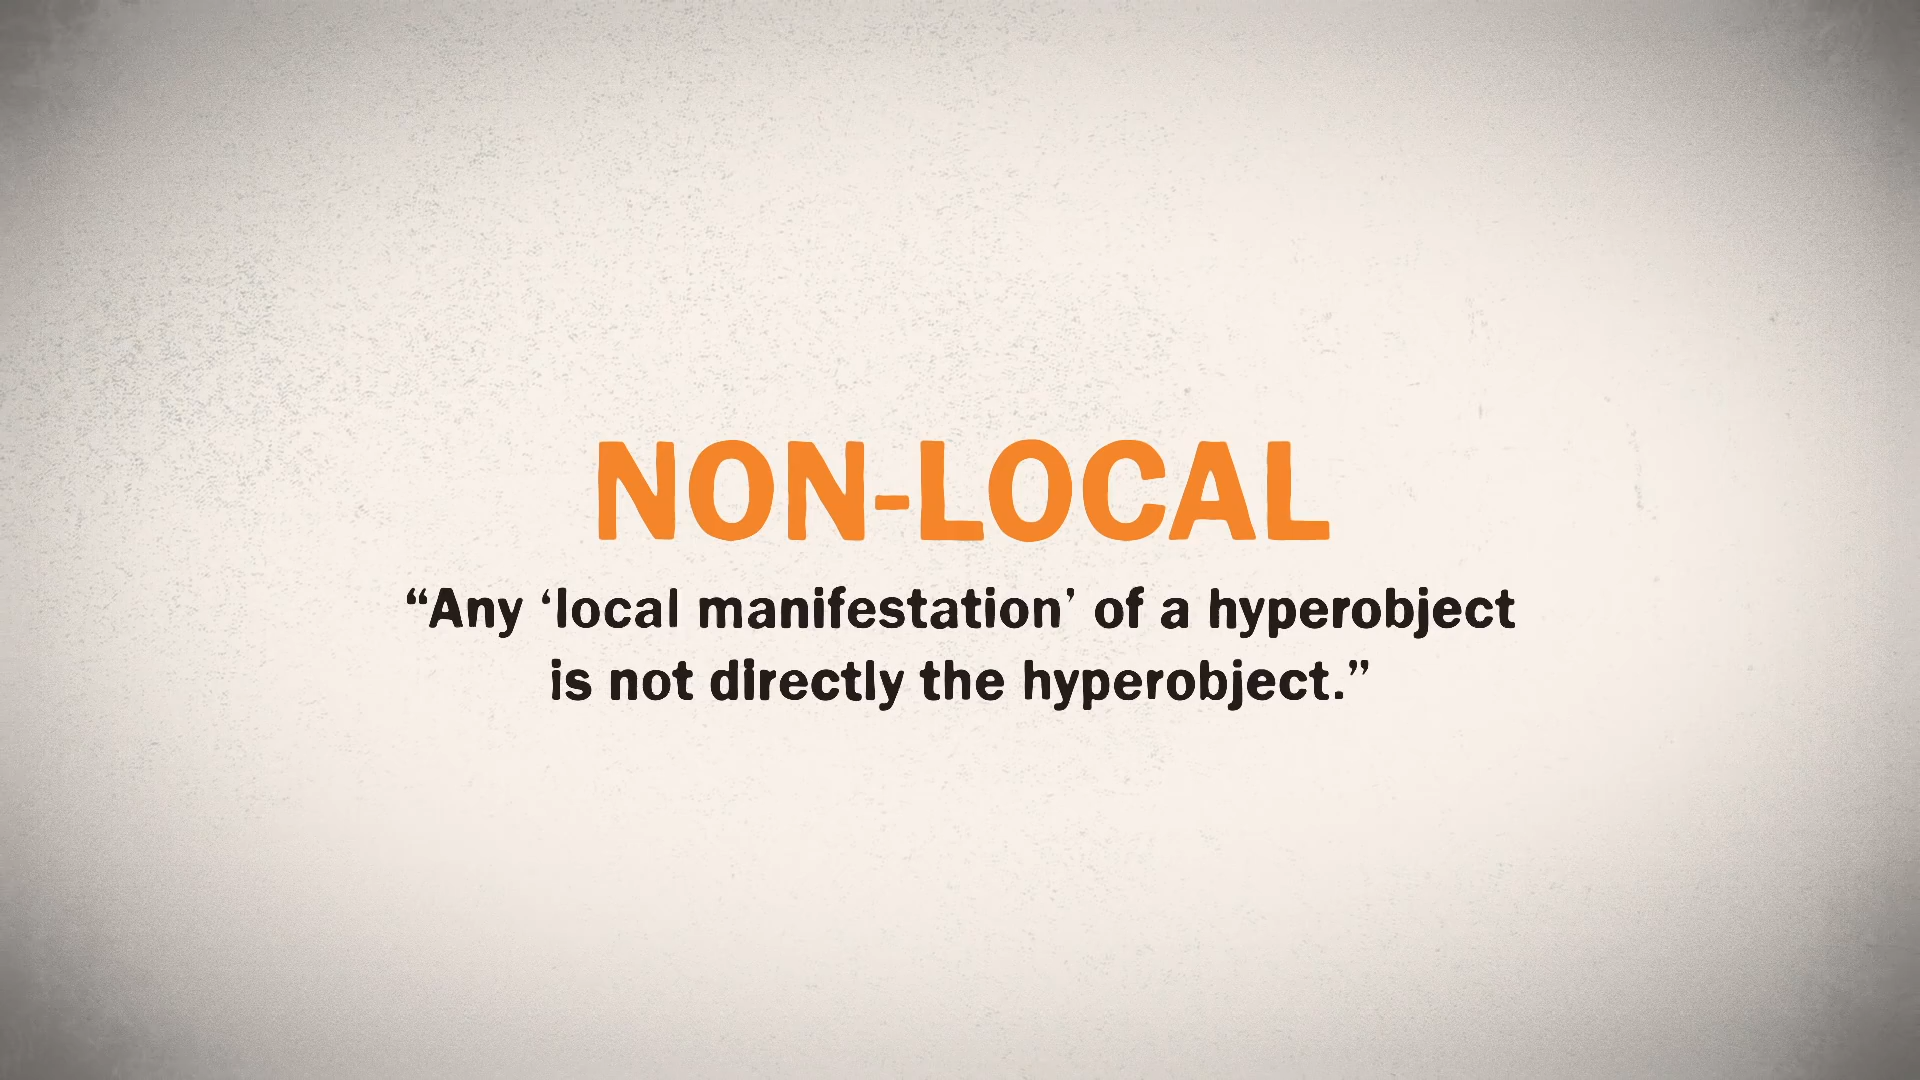 NON-LOCAL
“Any ‘local manifestation’ of a hyperobject
is not directly the hyperobject.”